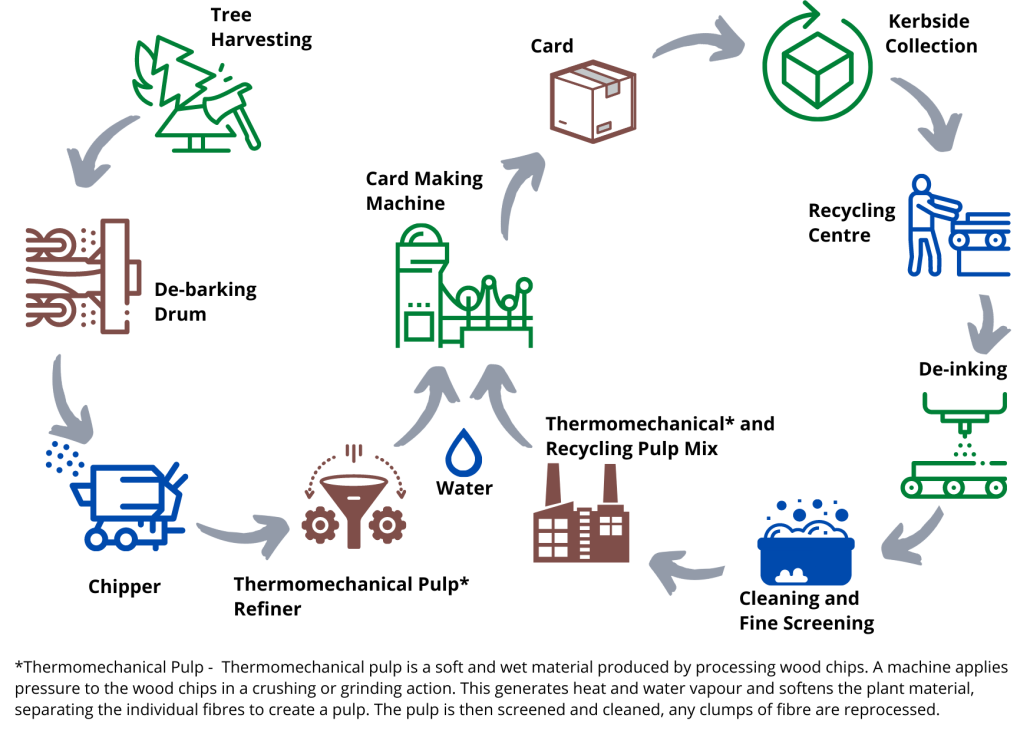 Tree
Harvesting
De-barking
Drum
Chipper
Thermomechanical Pulp*
Refiner
Water
Card Making
Machine
Card
Kerbside
Collection
Recycling
Centre
De-inking
Cleaning and
Fine Screening
Thermomechanical* and
Recycling Pulp Mix
*Thermomechanical Pulp -  Thermomechanical pulp is a soft and wet material produced by processing wood chips. A machine applies
pressure to the wood chips in a crushing or grinding action. This generates heat and water vapour and softens the plant material,
separating the individual fibres to create a pulp. The pulp is then screened and cleaned, any clumps of fibre are reprocessed.